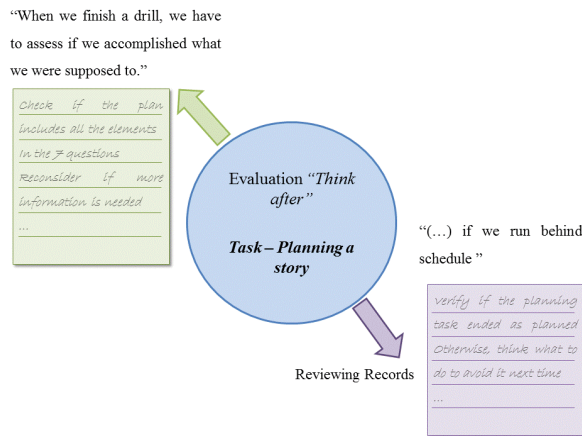 “When we finish a drill, we have
to assess if we accomplished what
we were supposed to.”
Check if the plan
includes all the elements
In the 7 questions
Reconsider if more
information is needed
...
Evaluation “Think
after”
Task – Planning a
story
“(…) if we run behind
schedule ”
Verify if the planning
task ended as planned
Otherwise, think what to
do to avoid it next time
...
Reviewing Records